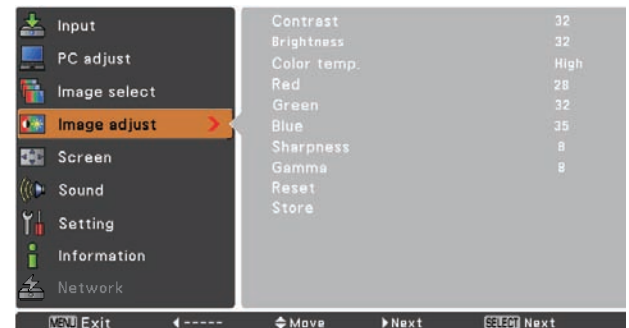 Input
PC adjust
Image select
Image adjust
Screen
Sound
Setting
Information
Network
Contrast 32
Brightness 32
Color temp. High
Red 28
Green 32
Blue 35
Sharpness 8
Gamma 8
Reset
Store
MENU Exit ----- Move Next SELECT Next